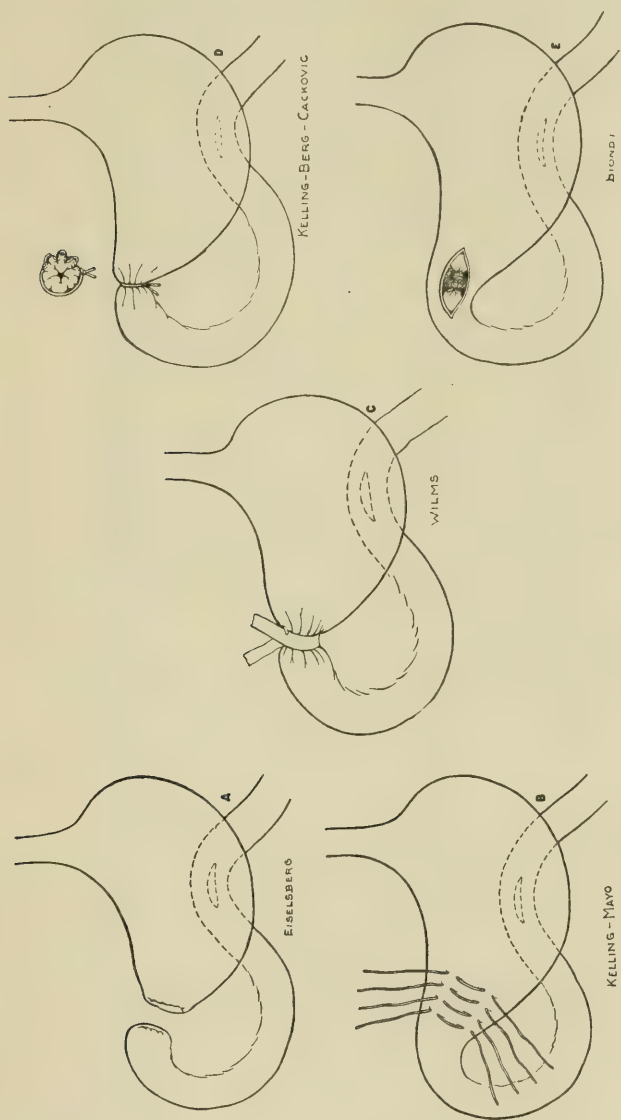 A
EISELSBERG
B
KELLING - MAYO
C
WILMS
D
KELLING - BERG - CACKOVIC
E
BIONDI